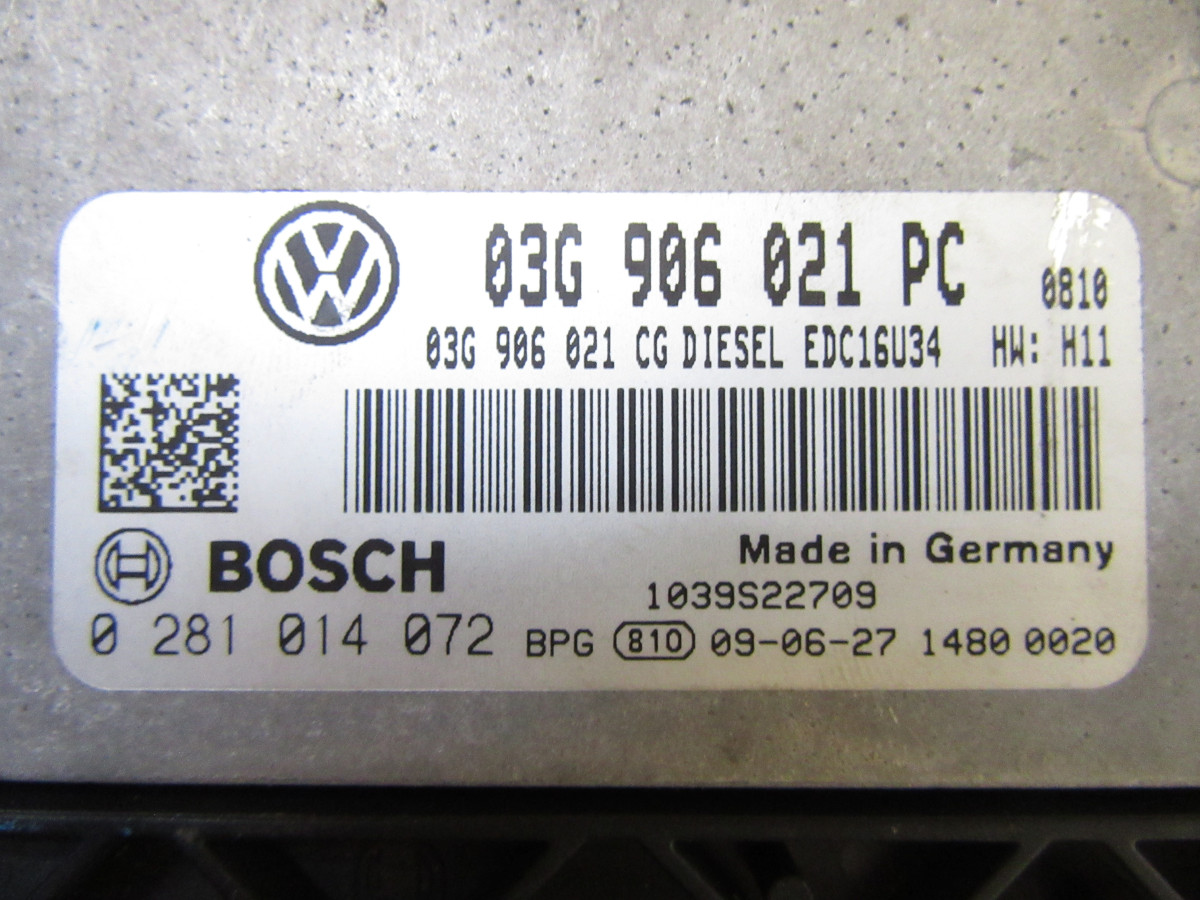 03G 906 021 PC 0810
03G 906 021 CG DIESEL EDC16U34 HW: H11
BOSCH
Made in Germany
1039S22709
0 281 014 072 BPG 810 09-06-27 1480 0020